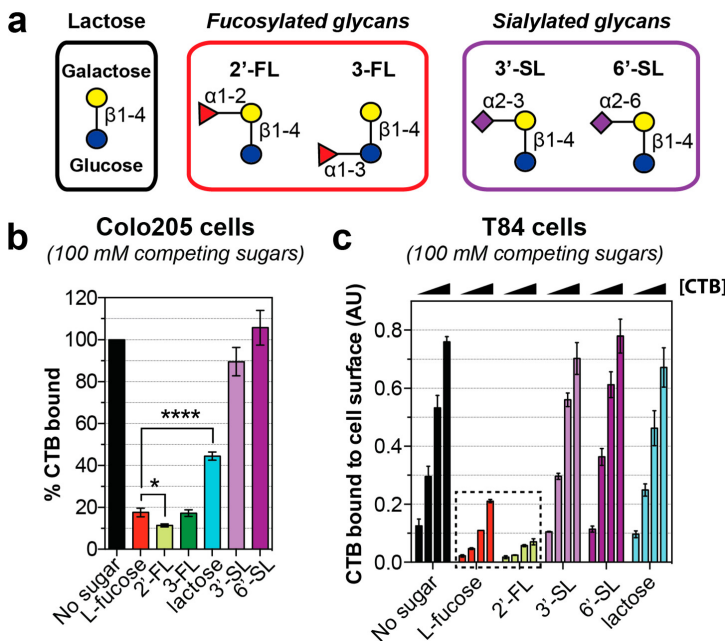 a
Lactose
Fucosylated glycans
Sialylated glycans
Galactose
β1-4
Glucose
2'-FL
α1-2
β1-4
3-FL
β1-4
α1-3
3'-SL
α2-3
β1-4
6'-SL
α2-6
β1-4
b
Colo205 cells
(100 mM competing sugars)
% CTB bound
120
100
80
60
40
20
0
****
*
No sugar
L-fucose
2'-FL
3-FL
lactose
3'-SL
6'-SL
c
T84 cells
(100 mM competing sugars)
[CTB]
CTB bound to cell surface (AU)
0.8
0.6
0.4
0.2
0.0
No sugar
L-fucose
2'-FL
3'-SL
6'-SL
lactose